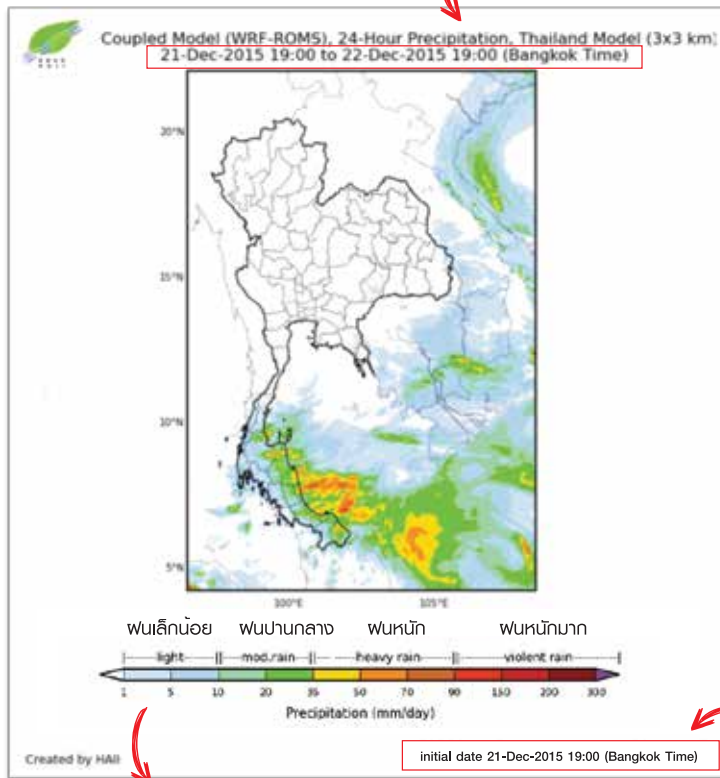 Coupled Model (WRF-ROMS), 24-Hour Precipitation, Thailand Model (3x3 km)
21-Dec-2015 19:00 to 22-Dec-2015 19:00 (Bangkok Time)
20°N
15°N
10°N
5°N
100°E 105°E
ฝนเล็กน้อย ฝนปานกลาง ฝนหนัก ฝนหนักมาก
light mod.rain heavy rain violent rain
1 5 10 20 35 50 70 90 150 200 300
Precipitation (mm/day)
Created by HAII
initial date 21-Dec-2015 19:00 (Bangkok Time)